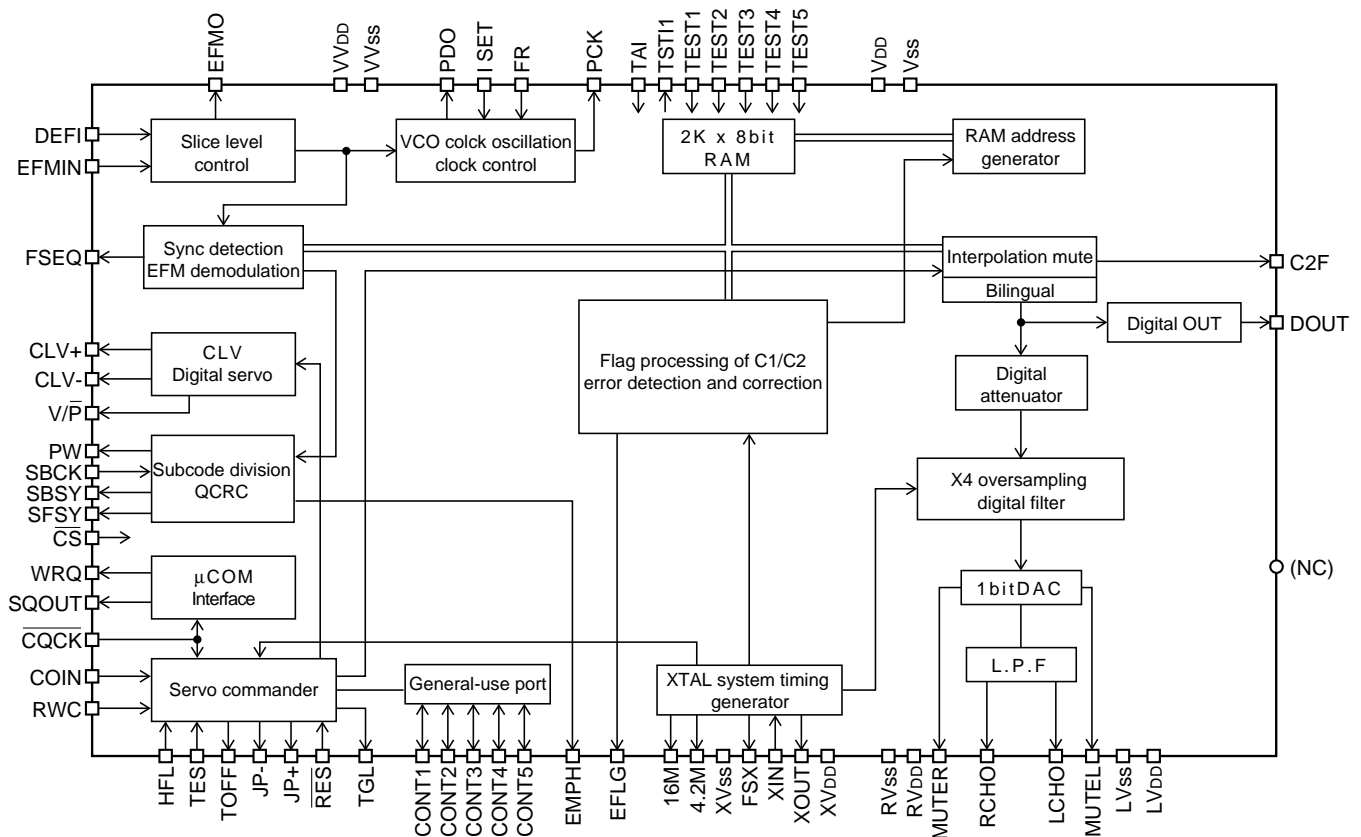 EFMO
VVDD
VVss
PDO
I SET
FR
PCK
TAI
TSTI1
TEST1
TEST2
TEST3
TEST4
TEST5
VDD
Vss
DEFI
EFMIN
FSEQ
CLV+
CLV-
V/P̅
PW
SBCK
SBSY
SFSY
C̅S̅
WRQ
SQOUT
C̅Q̅C̅K̅
COIN
RWC
Slice level
control
VCO colck oscillation
clock control
2K x 8bit
RAM
RAM address
generator
Sync detection
EFM demodulation
Interpolation mute
Bilingual
Digital OUT
CLV
Digital servo
Flag processing of C1/C2
error detection and correction
Digital
attenuator
Subcode division
QCRC
X4 oversampling
digital filter
μCOM
Interface
1bitDAC
Servo commander
General-use port
XTAL system timing
generator
L.P.F
C2F
DOUT
(NC)
HFL
TES
TOFF
JP-
JP+
R̅E̅S̅
TGL
CONT1
CONT2
CONT3
CONT4
CONT5
EMPH
EFLG
16M
4.2M
XVss
FSX
XIN
XOUT
XVDD
RVss
RVDD
MUTER
RCHO
LCHO
MUTEL
LVss
LVDD